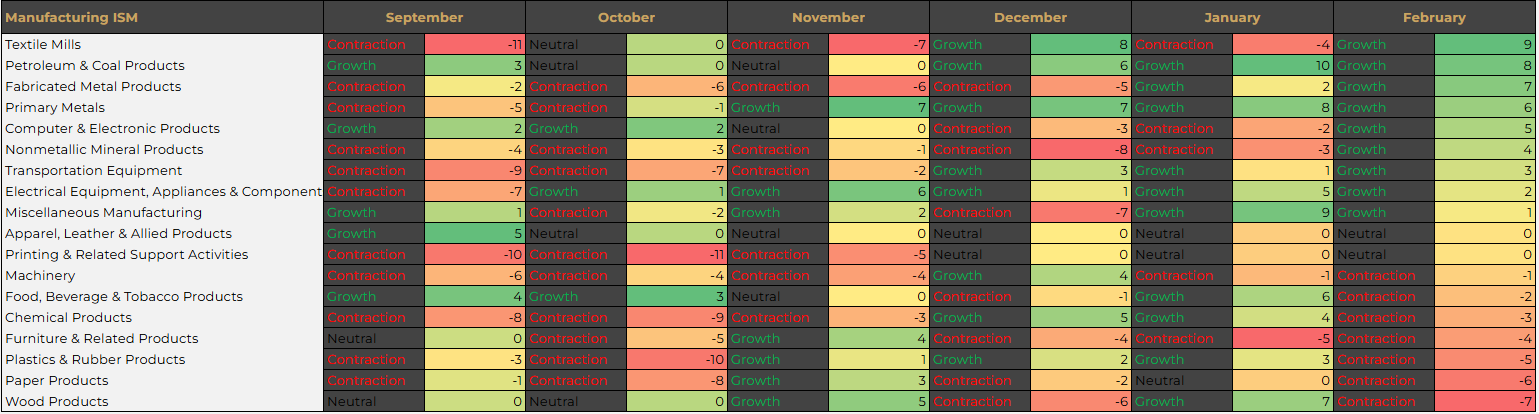 Manufacturing ISM September October November December January February
Textile Mills Contraction -11 Neutral 0 Contraction -7 Growth 8 Contraction -4 Growth 9
Petroleum & Coal Products Growth 3 Neutral 0 Neutral 0 Growth 6 Growth 10 Growth 8
Fabricated Metal Products Contraction -2 Contraction -6 Contraction -6 Contraction -5 Growth 2 Growth 7
Primary Metals Contraction -5 Contraction -1 Growth 7 Growth 7 Growth 8 Growth 6
Computer & Electronic Products Growth 2 Growth 2 Neutral 0 Contraction -3 Contraction -2 Growth 5
Nonmetallic Mineral Products Contraction -4 Contraction -3 Contraction -1 Contraction -8 Contraction -3 Growth 4
Transportation Equipment Contraction -9 Contraction -7 Contraction -2 Growth 3 Growth 1 Growth 3
Electrical Equipment, Appliances & Component Contraction -7 Growth 1 Growth 6 Growth 1 Growth 5 Growth 2
Miscellaneous Manufacturing Growth 1 Contraction -2 Growth 2 Contraction -7 Growth 9 Growth 1
Apparel, Leather & Allied Products Growth 5 Neutral 0 Neutral 0 Neutral 0 Neutral 0 Neutral 0
Printing & Related Support Activities Contraction -10 Contraction -11 Contraction -5 Neutral 0 Neutral 0 Neutral 0
Machinery Contraction -6 Contraction -4 Contraction -4 Growth 4 Contraction -1 Contraction -1
Food, Beverage & Tobacco Products Growth 4 Growth 3 Neutral 0 Contraction -1 Growth 6 Contraction -2
Chemical Products Contraction -8 Contraction -9 Contraction -3 Growth 5 Growth 4 Contraction -3
Furniture & Related Products Neutral 0 Contraction -5 Growth 4 Contraction -4 Contraction -5 Contraction -4
Plastics & Rubber Products Contraction -3 Contraction -10 Growth 1 Growth 2 Growth 3 Contraction -5
Paper Products Contraction -1 Contraction -8 Growth 3 Contraction -2 Neutral 0 Contraction -6
Wood Products Neutral 0 Neutral 0 Growth 5 Contraction -6 Growth 7 Contraction -7